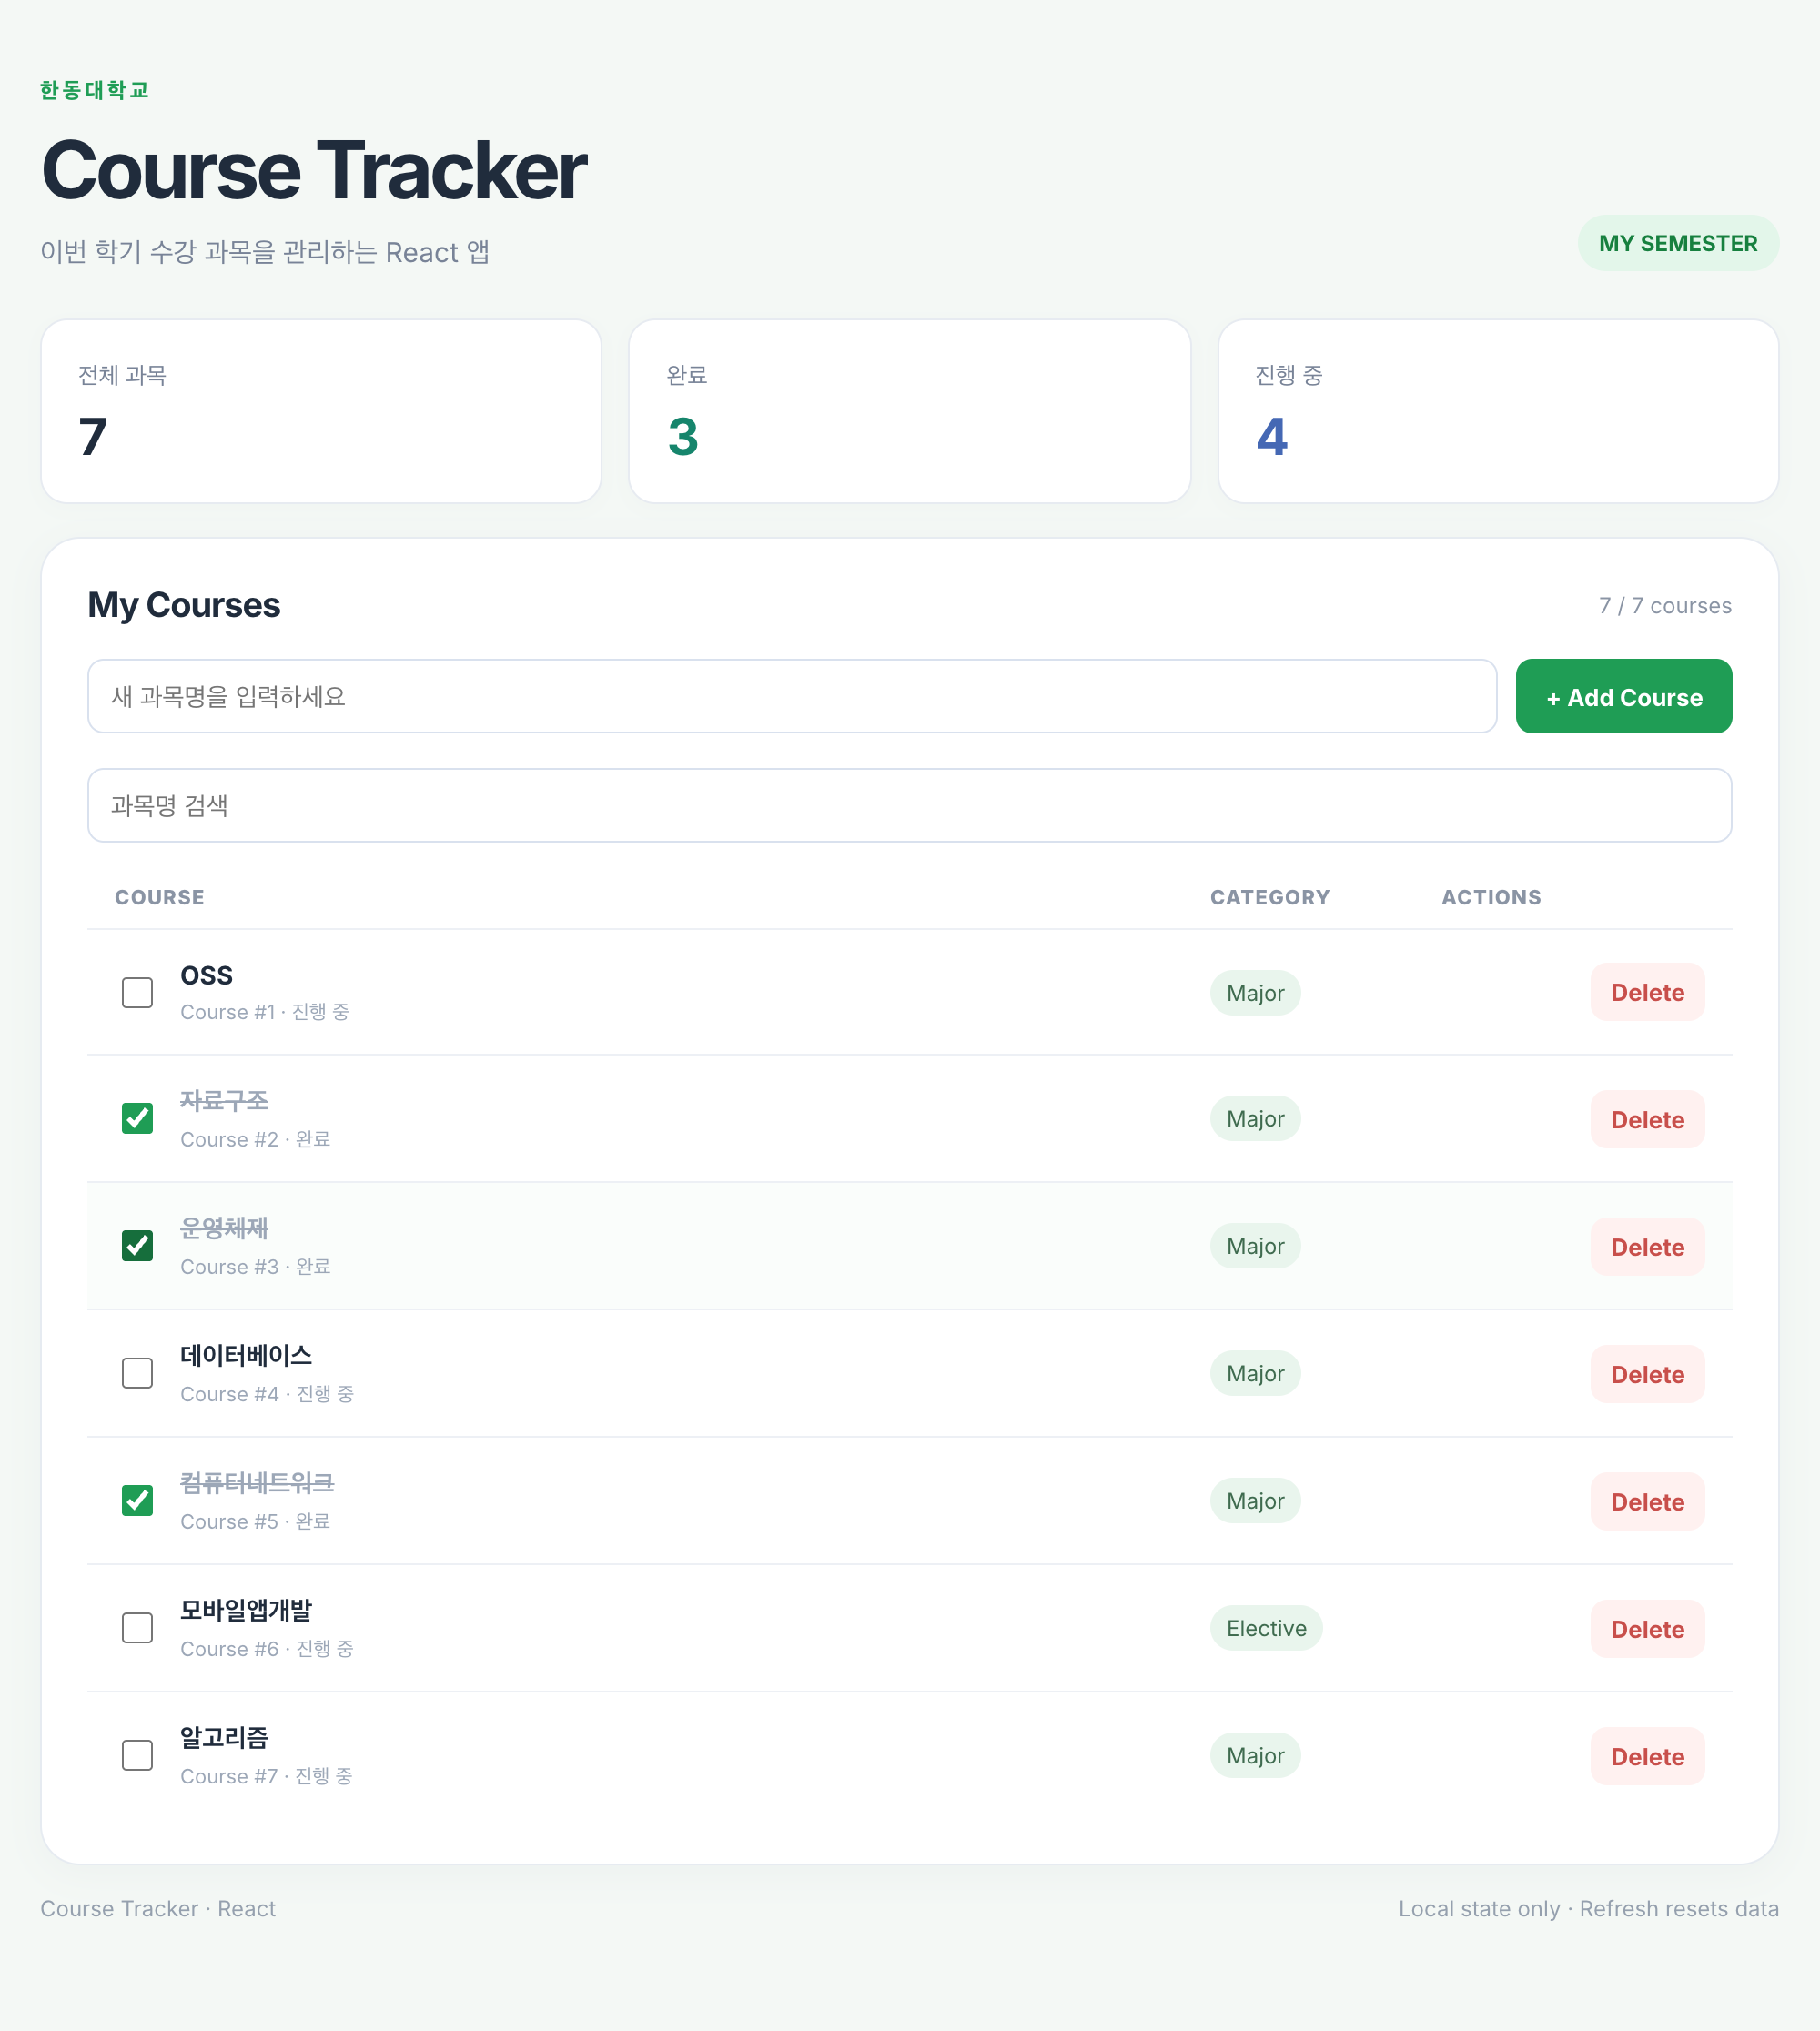 한동대학교
Course Tracker
이번 학기 수강 과목을 관리하는 React 앱
MY SEMESTER
전체 과목
7
완료
3
진행 중
4
My Courses
7 / 7 courses
새 과목명을 입력하세요
+ Add Course
과목명 검색
COURSE CATEGORY ACTIONS
OSS
Course #1 · 진행 중
Major
Delete
자료구조
Course #2 · 완료
Major
Delete
운영체제
Course #3 · 완료
Major
Delete
데이터베이스
Course #4 · 진행 중
Major
Delete
컴퓨터네트워크
Course #5 · 완료
Major
Delete
모바일앱개발
Course #6 · 진행 중
Elective
Delete
알고리즘
Course #7 · 진행 중
Major
Delete
Course Tracker · React
Local state only · Refresh resets data